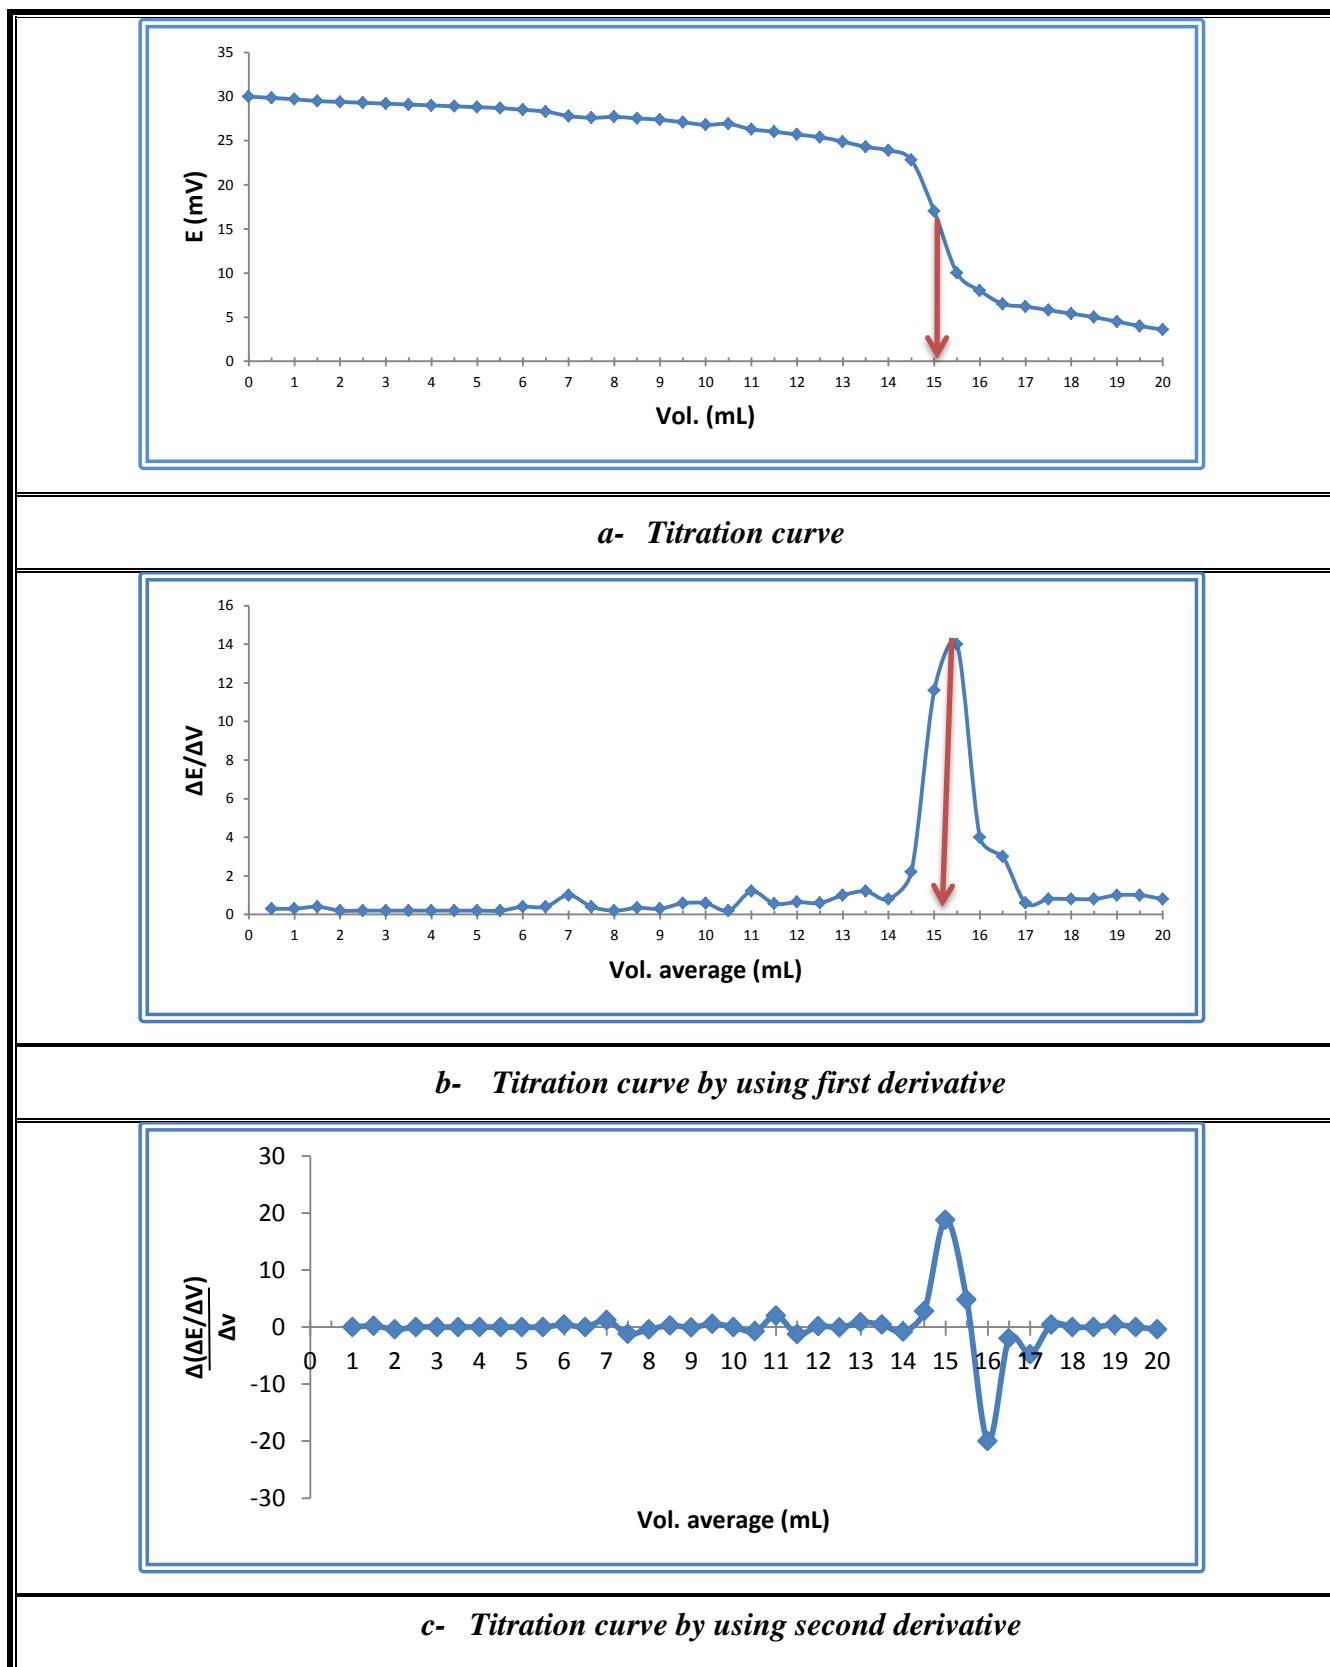 35
30
25
20
15
10
5
0
E (mV)
0 1 2 3 4 5 6 7 8 9 10 11 12 13 14 15 16 17 18 19 20
Vol. (mL)
a- Titration curve
16
14
12
10
8
6
4
2
0
ΔE/ΔV
0 1 2 3 4 5 6 7 8 9 10 11 12 13 14 15 16 17 18 19 20
Vol. average (mL)
b- Titration curve by using first derivative
30
20
10
0
-10
-20
-30
Δ(ΔE/ΔV)
Δv
0 1 2 3 4 5 6 7 8 9 10 11 12 13 14 15 16 17 18 19 20
Vol. average (mL)
c- Titration curve by using second derivative